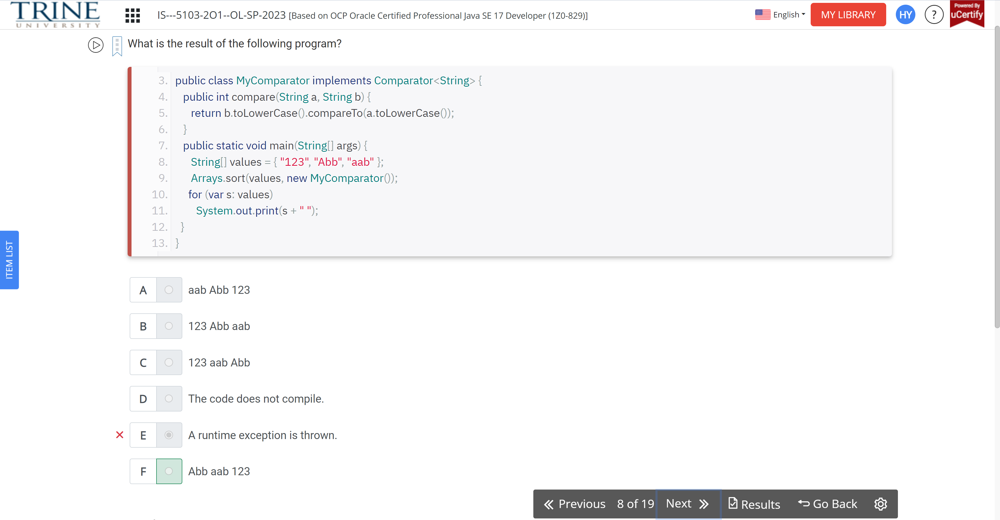 TRINE
UNIVERSITY
IS---5103-2O1--OL-SP-2023 [Based on OCP Oracle Certified Professional Java SE 17 Developer (1Z0-829)]
English
MY LIBRARY
HY
?
Powered By
uCertify
What is the result of the following program?
3. public class MyComparator implements Comparator<String> {
4. public int compare(String a, String b) {
5. return b.toLowerCase().compareTo(a.toLowerCase());
6. }
7. public static void main(String[] args) {
8. String[] values = { "123", "Abb", "aab" };
9. Arrays.sort(values, new MyComparator());
10. for (var s: values)
11. System.out.print(s + " ");
12. }
13. }
ITEM LIST
A aab Abb 123
B 123 Abb aab
C 123 aab Abb
D The code does not compile.
E A runtime exception is thrown.
F Abb aab 123
Previous 8 of 19 Next Results Go Back